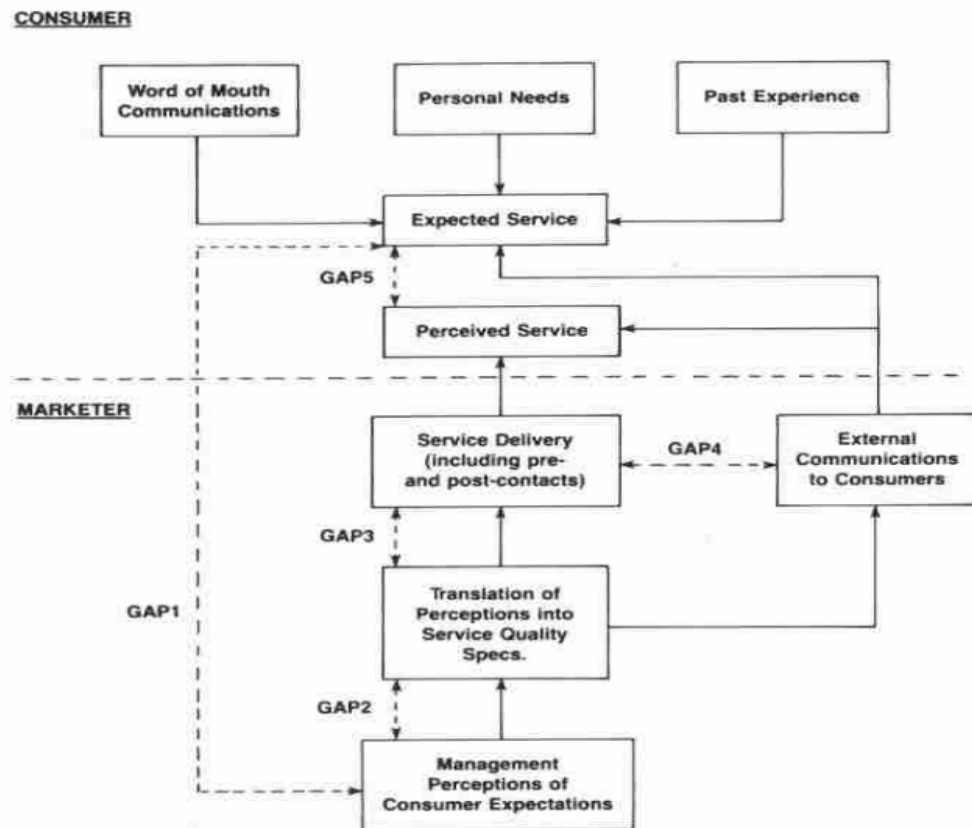 CONSUMER
Word of Mouth
Communications
Personal Needs
Past Experience
Expected Service
GAP5
Perceived Service
MARKETER
Service Delivery
(including pre-
and post-contacts)
GAP4
External
Communications
to Consumers
GAP3
Translation of
Perceptions into
Service Quality
Specs.
GAP1
GAP2
Management
Perceptions of
Consumer Expectations